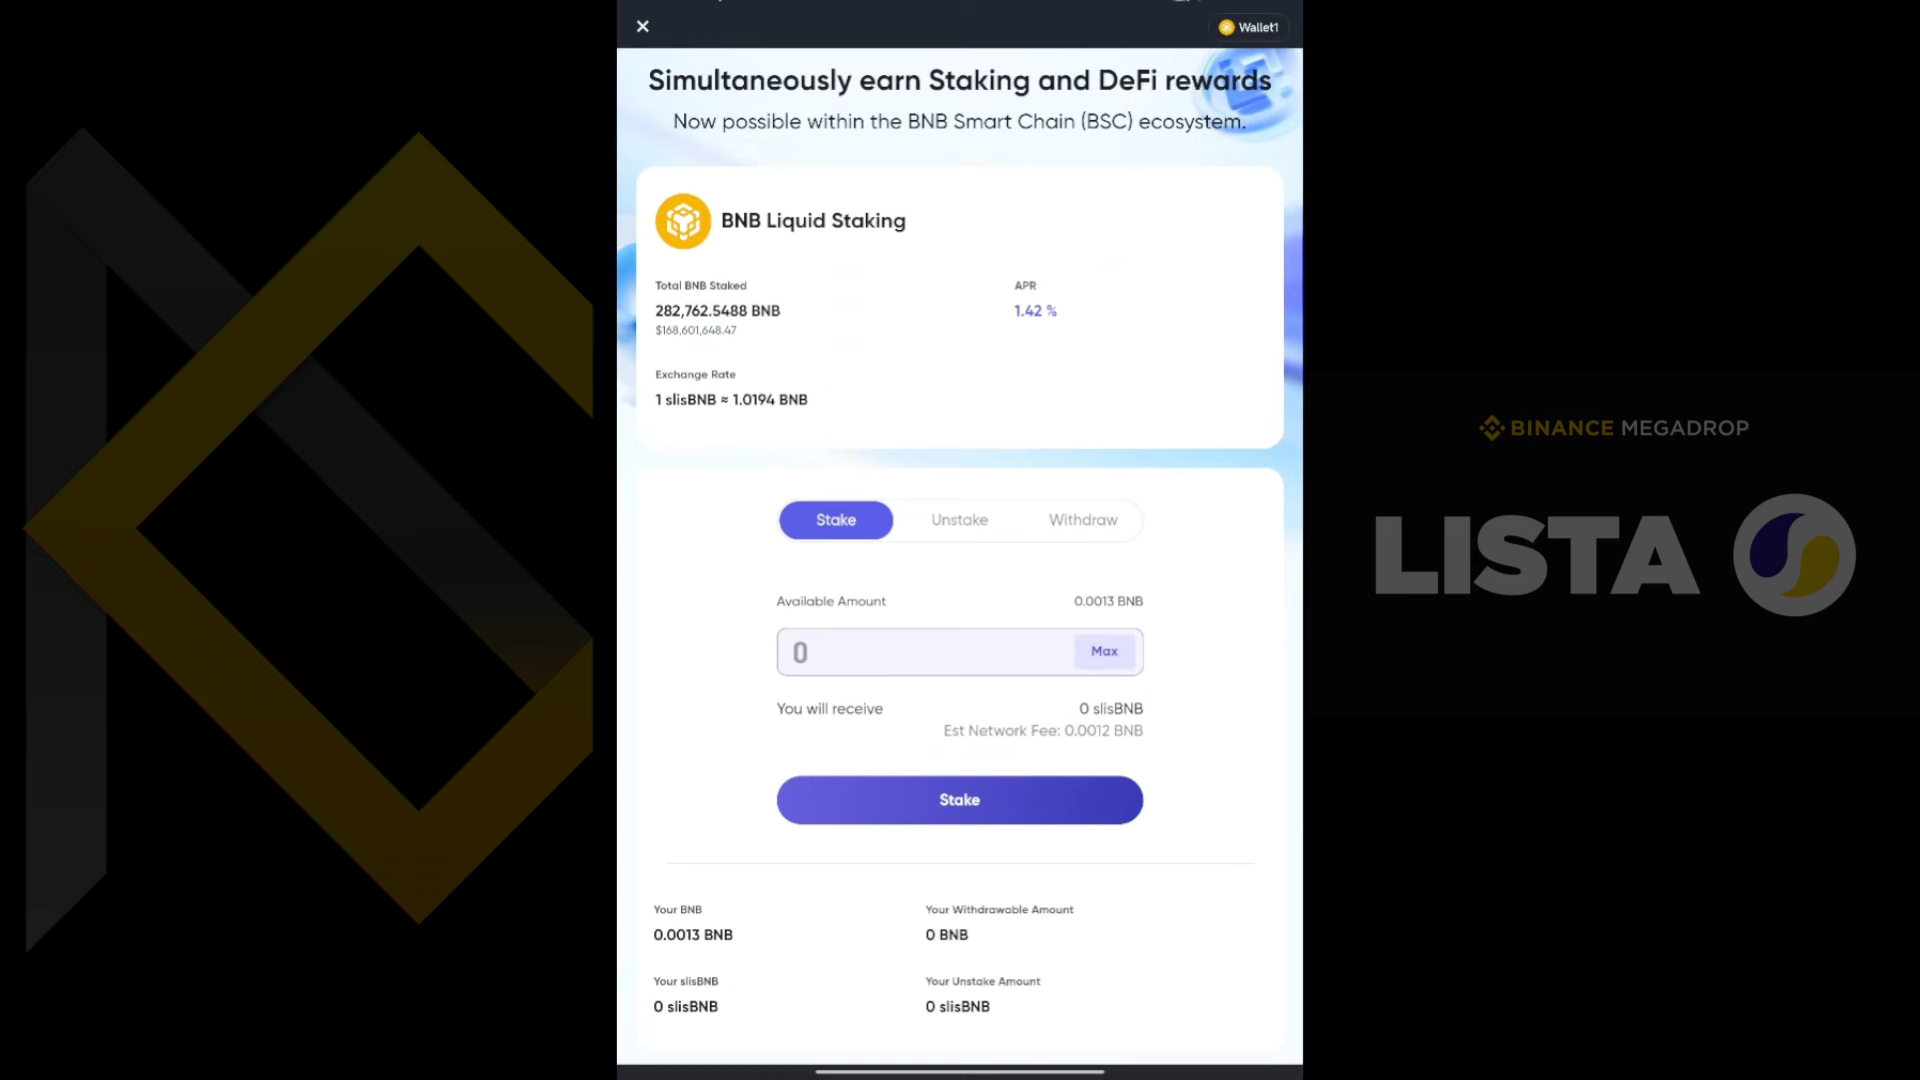 Wallet1
Simultaneously earn Staking and DeFi rewards
Now possible within the BNB Smart Chain (BSC) ecosystem.
BNB Liquid Staking
Total BNB Staked
282,762.5488 BNB
$168,601,648.47
APR
1.42 %
Exchange Rate
1 slisBNB ≈ 1.0194 BNB
Stake Unstake Withdraw
Available Amount 0.0013 BNB
0 Max
You will receive 0 slisBNB
Est Network Fee: 0.0012 BNB
Stake
Your BNB
0.0013 BNB
Your Withdrawable Amount
0 BNB
Your slisBNB
0 slisBNB
Your Unstake Amount
0 slisBNB
BINANCE MEGADROP
LISTA